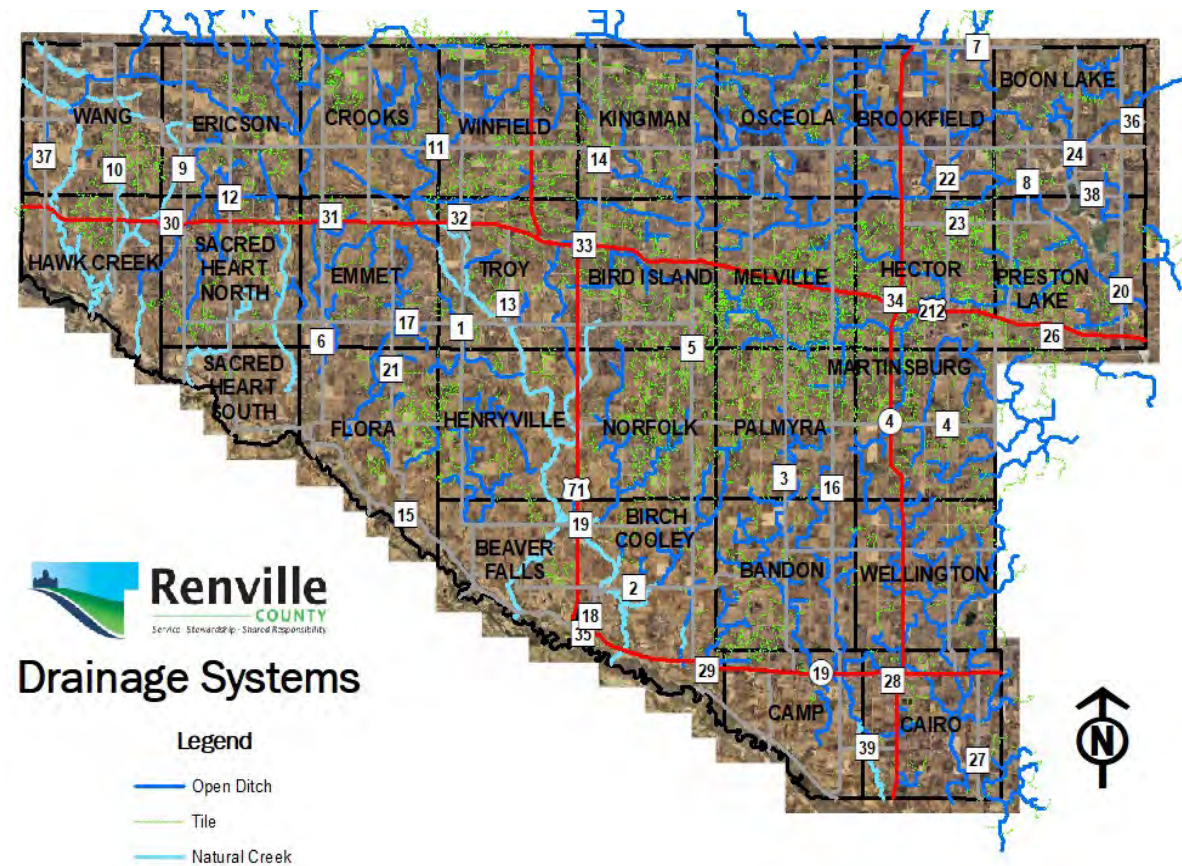 7
BOON LAKE
WANG
ERICSON
CROOKS
WINFIELD
KINGMAN
OSCEOLA
BROOKFIELD
36
37
10
9
11
14
24
12
22
8
38
30
31
32
23
33
HAWK CREEK
SACRED
HEART
NORTH
EMMET
TROY
BIRD ISLAND
MELVILLE
HECTOR
PRESTON
LAKE
13
34
212
20
6
17
1
5
26
SACRED
HEART
SOUTH
21
MARTINSBURG
FLORA
HENRYVILLE
NORFOLK
PALMYRA
4
4
71
3
16
15
19
BIRCH
COOLEY
BEAVER
FALLS
2
BANDON
WELLINGTON
18
35
29
19
28
CAMP
CAIRO
39
27
Renville
COUNTY
Service · Stewardship · Shared Responsibility
Drainage Systems
Legend
Open Ditch
Tile
Natural Creek
N